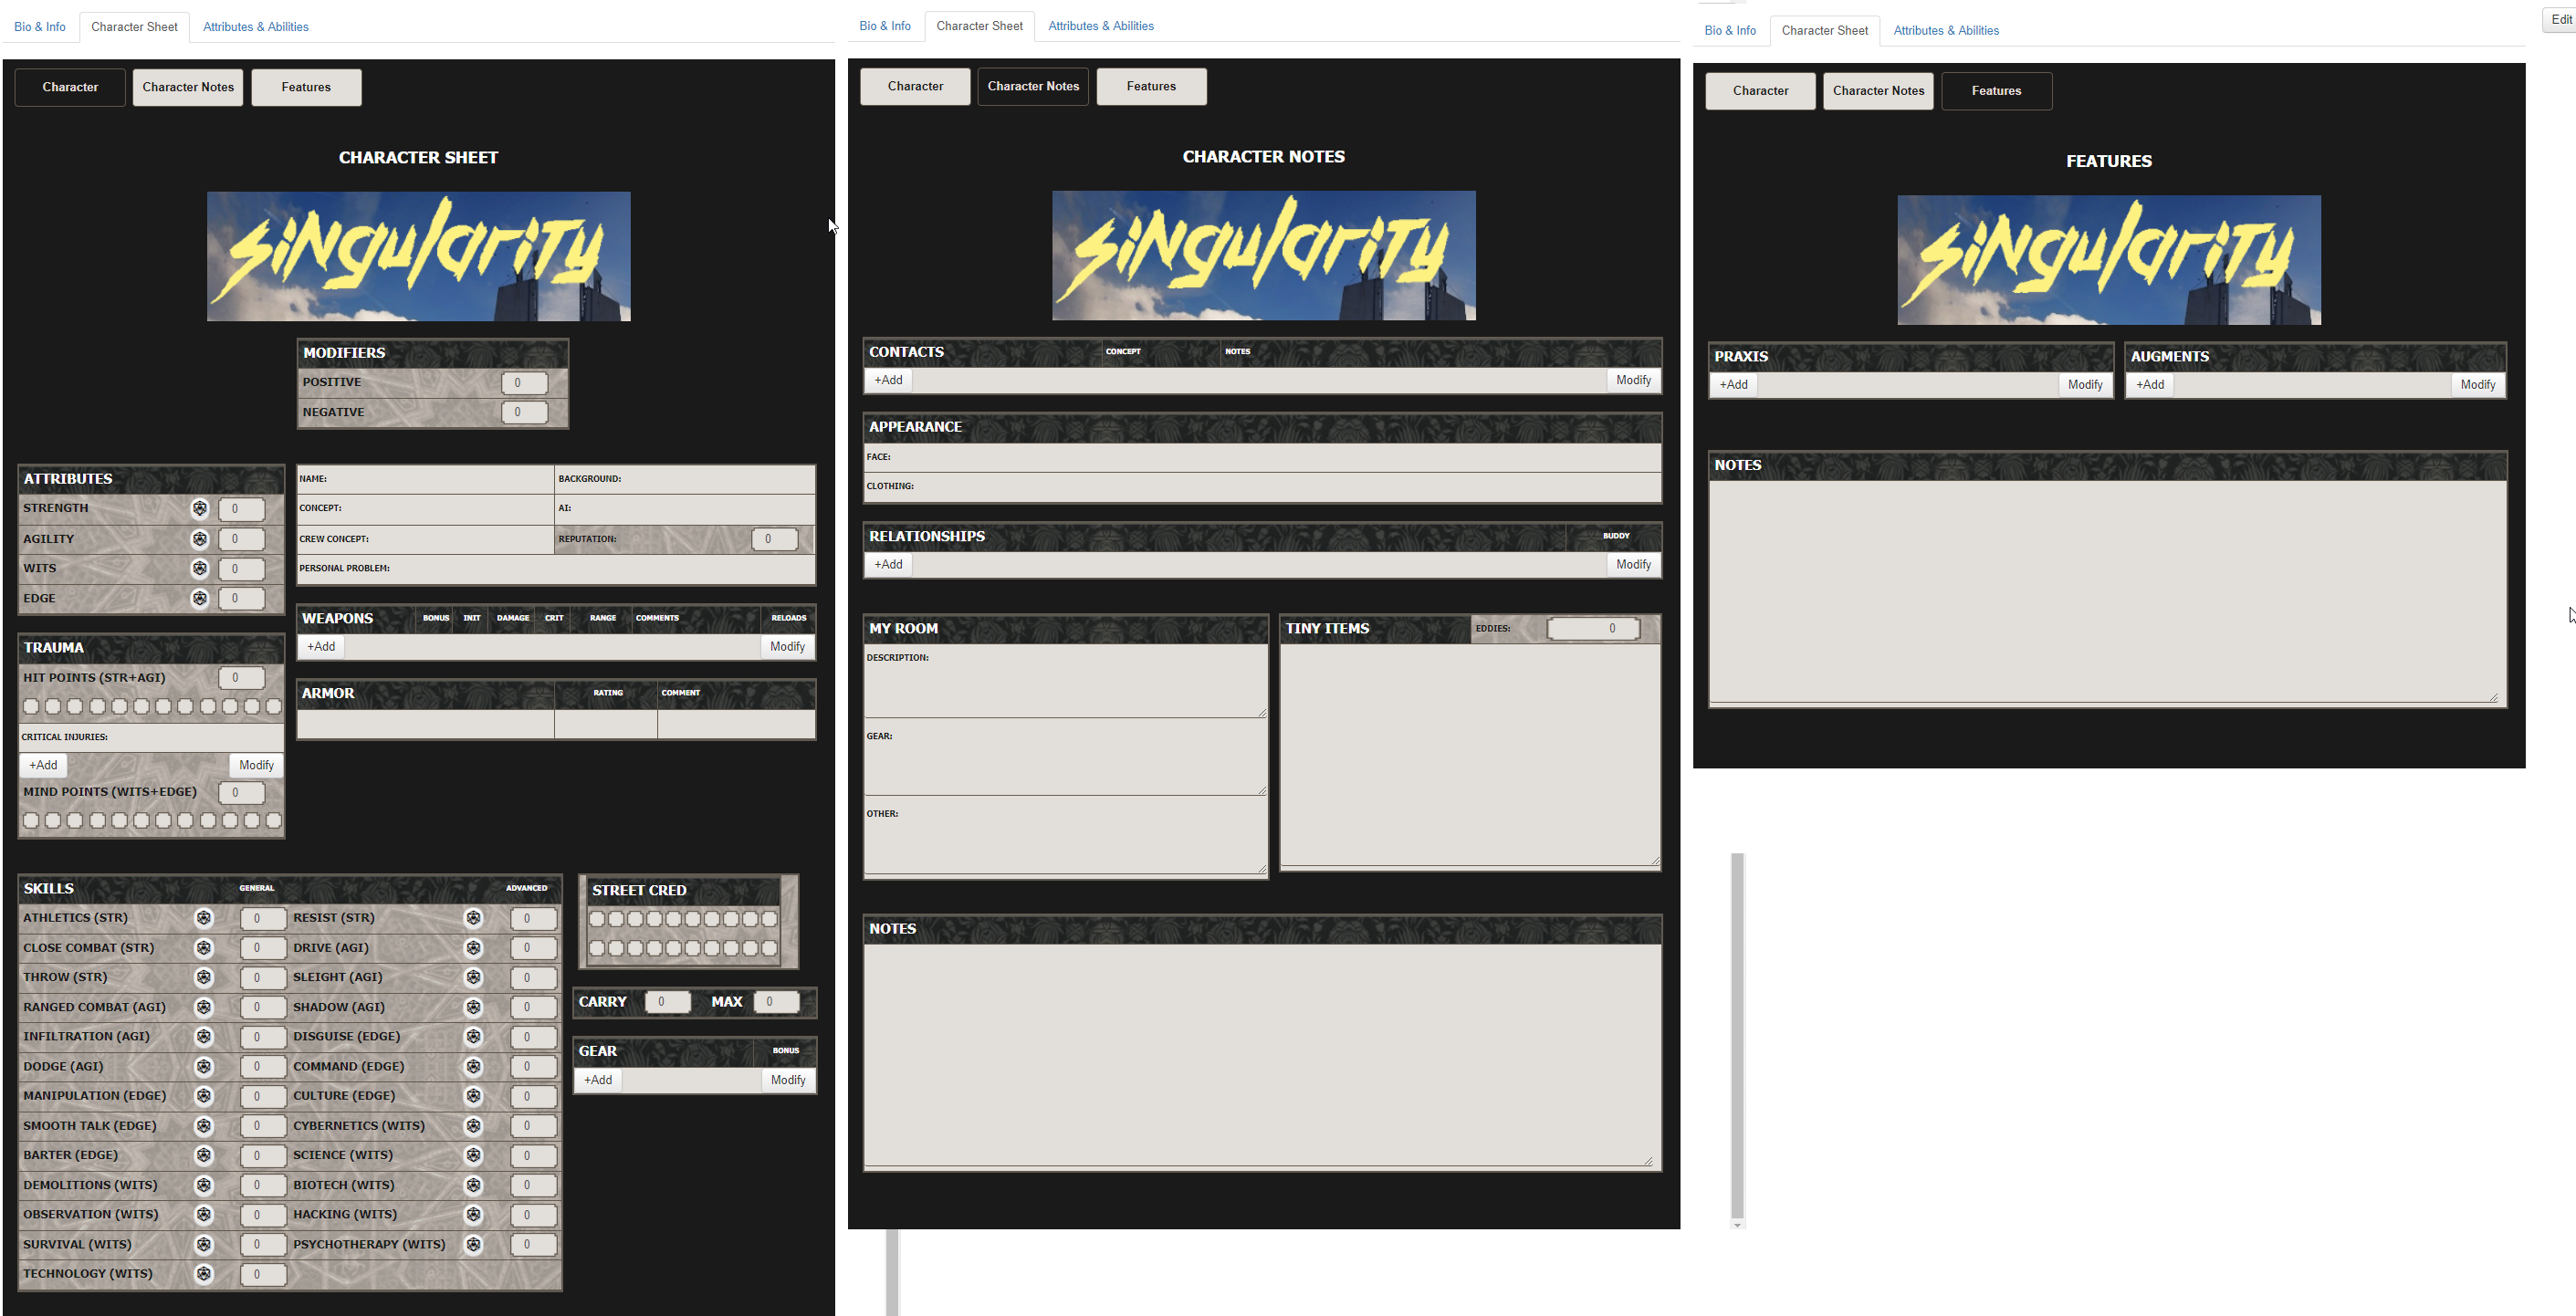 Bio & Info Character Sheet Attributes & Abilities
Character Character Notes Features
CHARACTER SHEET
siNgulariTy
MODIFIERS
POSITIVE 0
NEGATIVE 0
ATTRIBUTES
STRENGTH 0
AGILITY 0
WITS 0
EDGE 0
NAME: BACKGROUND:
CONCEPT: AI:
CREW CONCEPT: REPUTATION: 0
PERSONAL PROBLEM:
TRAUMA
HIT POINTS (STR+AGI) 0
CRITICAL INJURIES:
+Add Modify
MIND POINTS (WITS+EDGE) 0
WEAPONS BONUS INIT DAMAGE CRIT RANGE COMMENTS RELOADS
+Add Modify
ARMOR RATING COMMENT
SKILLS GENERAL ADVANCED
ATHLETICS (STR) 0 RESIST (STR) 0
CLOSE COMBAT (STR) 0 DRIVE (AGI) 0
THROW (STR) 0 SLEIGHT (AGI) 0
RANGED COMBAT (AGI) 0 SHADOW (AGI) 0
INFILTRATION (AGI) 0 DISGUISE (EDGE) 0
DODGE (AGI) 0 COMMAND (EDGE) 0
MANIPULATION (EDGE) 0 CULTURE (EDGE) 0
SMOOTH TALK (EDGE) 0 CYBERNETICS (WITS) 0
BARTER (EDGE) 0 SCIENCE (WITS) 0
DEMOLITIONS (WITS) 0 BIOTECH (WITS) 0
OBSERVATION (WITS) 0 HACKING (WITS) 0
SURVIVAL (WITS) 0 PSYCHOTHERAPY (WITS) 0
TECHNOLOGY (WITS) 0
STREET CRED
CARRY 0 MAX 0
GEAR BONUS
+Add Modify
Bio & Info Character Sheet Attributes & Abilities
Character Character Notes Features
CHARACTER NOTES
siNgulariTy
CONTACTS CONCEPT NOTES
+Add Modify
APPEARANCE
FACE:
CLOTHING:
RELATIONSHIPS BUDDY
+Add Modify
MY ROOM
DESCRIPTION:
GEAR:
OTHER:
TINY ITEMS EDDIES: 0
NOTES
Bio & Info Character Sheet Attributes & Abilities
Edit
Character Character Notes Features
FEATURES
siNgulariTy
PRAXIS
+Add Modify
AUGMENTS
+Add Modify
NOTES